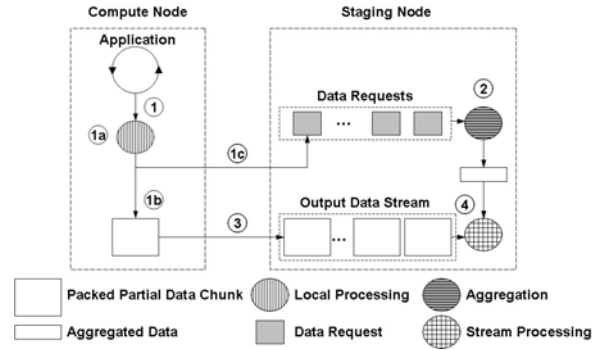 Compute Node
Staging Node
Application
1
2
1a
Data Requests
...
1c
1b
Output Data Stream
4
3
...
Packed Partial Data Chunk
Local Processing
Aggregation
Aggregated Data
Data Request
Stream Processing